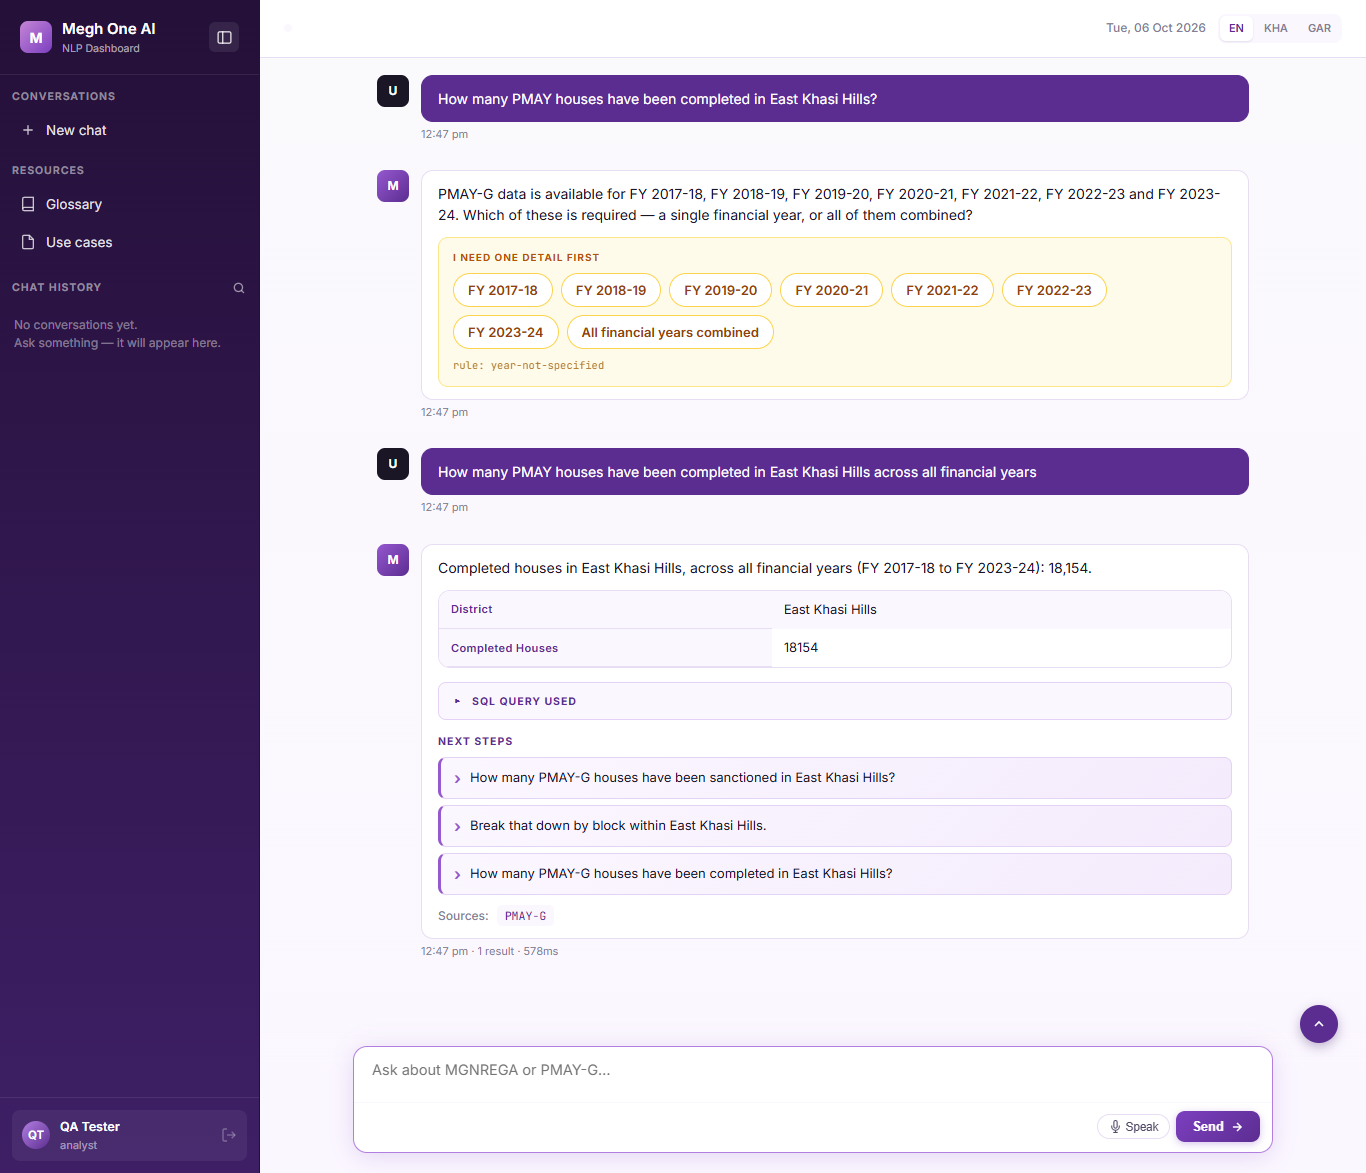 M
Megh One AI
NLP Dashboard
CONVERSATIONS
+ New chat
RESOURCES
Glossary
Use cases
CHAT HISTORY
No conversations yet.
Ask something — it will appear here.
QT
QA Tester
analyst
Tue, 06 Oct 2026
EN KHA GAR
U
How many PMAY houses have been completed in East Khasi Hills?
12:47 pm
M
PMAY-G data is available for FY 2017-18, FY 2018-19, FY 2019-20, FY 2020-21, FY 2021-22, FY 2022-23 and FY 2023-
24. Which of these is required — a single financial year, or all of them combined?
I NEED ONE DETAIL FIRST
FY 2017-18 FY 2018-19 FY 2019-20 FY 2020-21 FY 2021-22 FY 2022-23
FY 2023-24 All financial years combined
rule: year-not-specified
12:47 pm
U
How many PMAY houses have been completed in East Khasi Hills across all financial years
12:47 pm
M
Completed houses in East Khasi Hills, across all financial years (FY 2017-18 to FY 2023-24): 18,154.
District East Khasi Hills
Completed Houses 18154
SQL QUERY USED
NEXT STEPS
How many PMAY-G houses have been sanctioned in East Khasi Hills?
Break that down by block within East Khasi Hills.
How many PMAY-G houses have been completed in East Khasi Hills?
Sources: PMAY-G
12:47 pm · 1 result · 578ms
Ask about MGNREGA or PMAY-G...
Speak
Send →